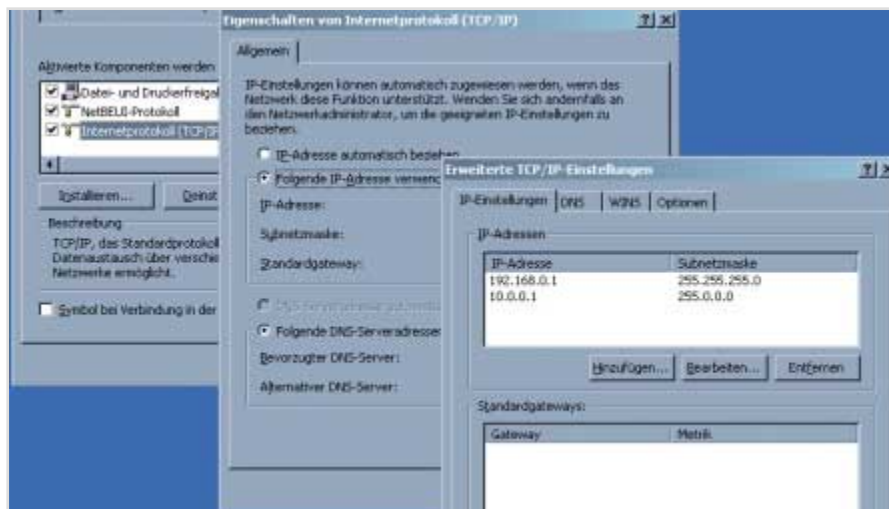 Aktivierte Komponenten werden
Datei- und Druckerfreigal
NetBEUI-Protokoll
Internetprotokoll (TCP/IP
Installieren...
Deinst
Beschreibung
TCP/IP, das Standardprotokoll
Datenaustausch über verschie
Netzwerke ermöglicht.
Symbol bei Verbindung in der
Eigenschaften von Internetprotokoll (TCP/IP)
Allgemein
IP-Einstellungen können automatisch zugewiesen werden, wenn das
Netzwerk diese Funktion unterstützt. Wenden Sie sich andernfalls an
den Netzwerkadministrator, um die geeigneten IP-Einstellungen zu
beziehen.
IP-Adresse automatisch beziehen
Folgende IP-Adresse verwend
IP-Adresse:
Subnetzmaske:
Standardgateway:
DNS-Serveradresse automati
Folgende DNS-Serveradressen
Bevorzugter DNS-Server:
Alternativer DNS-Server:
Erweiterte TCP/IP-Einstellungen
IP-Einstellungen DNS WINS Optionen
IP-Adressen
IP-Adresse Subnetzmaske
192.168.0.1 255.255.255.0
10.0.0.1 255.0.0.0
Hinzufügen... Bearbeiten... Entfernen
Standardgateways:
Gateway Metrik